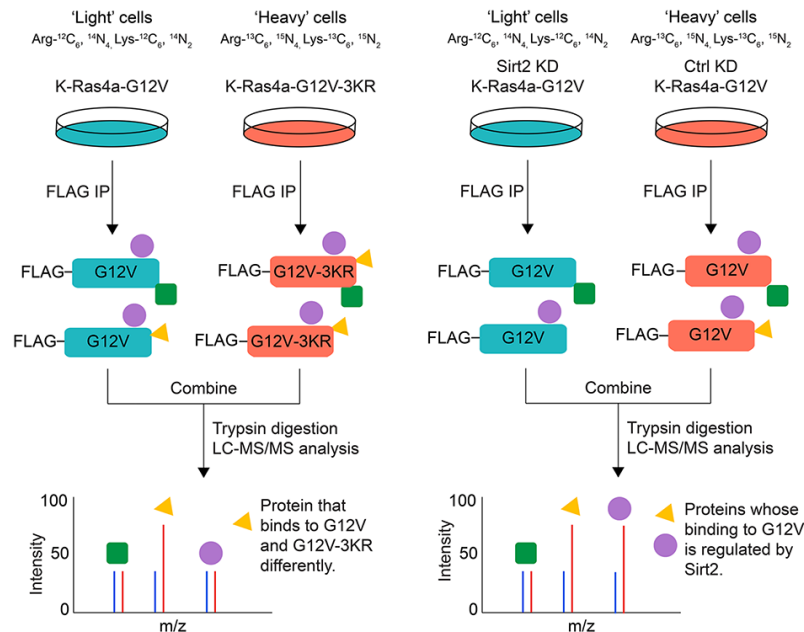 'Light' cells
Arg-¹²C₆, ¹⁴N₄, Lys-¹²C₆, ¹⁴N₂
K-Ras4a-G12V
'Heavy' cells
Arg-¹³C₆, ¹⁵N₄, Lys-¹³C₆, ¹⁵N₂
K-Ras4a-G12V-3KR
FLAG IP
FLAG IP
FLAG
G12V
FLAG
G12V-3KR
FLAG
G12V
FLAG
G12V-3KR
Combine
Trypsin digestion
LC-MS/MS analysis
100
50
0
Intensity
m/z
Protein that
binds to G12V
and G12V-3KR
differently.
'Light' cells
Arg-¹²C₆, ¹⁴N₄, Lys-¹²C₆, ¹⁴N₂
Sirt2 KD
K-Ras4a-G12V
'Heavy' cells
Arg-¹³C₆, ¹⁵N₄, Lys-¹³C₆, ¹⁵N₂
Ctrl KD
K-Ras4a-G12V
FLAG IP
FLAG IP
FLAG
G12V
FLAG
G12V
FLAG
G12V
FLAG
G12V
Combine
Trypsin digestion
LC-MS/MS analysis
100
50
0
Intensity
m/z
Proteins whose
binding to G12V
is regulated by
Sirt2.